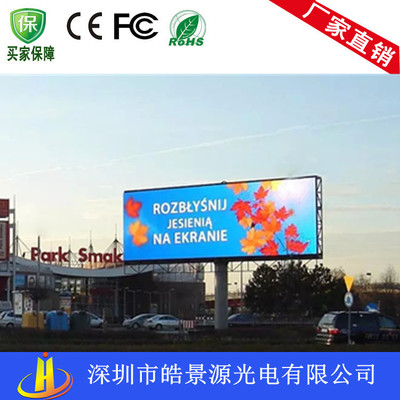 保
买家保障
CE
FC
RoHS
厂家直销
ROZBŁYŚNIJ
JESIENIĄ
NA EKRANIE
Park Smak
深圳市皓景源光电有限公司